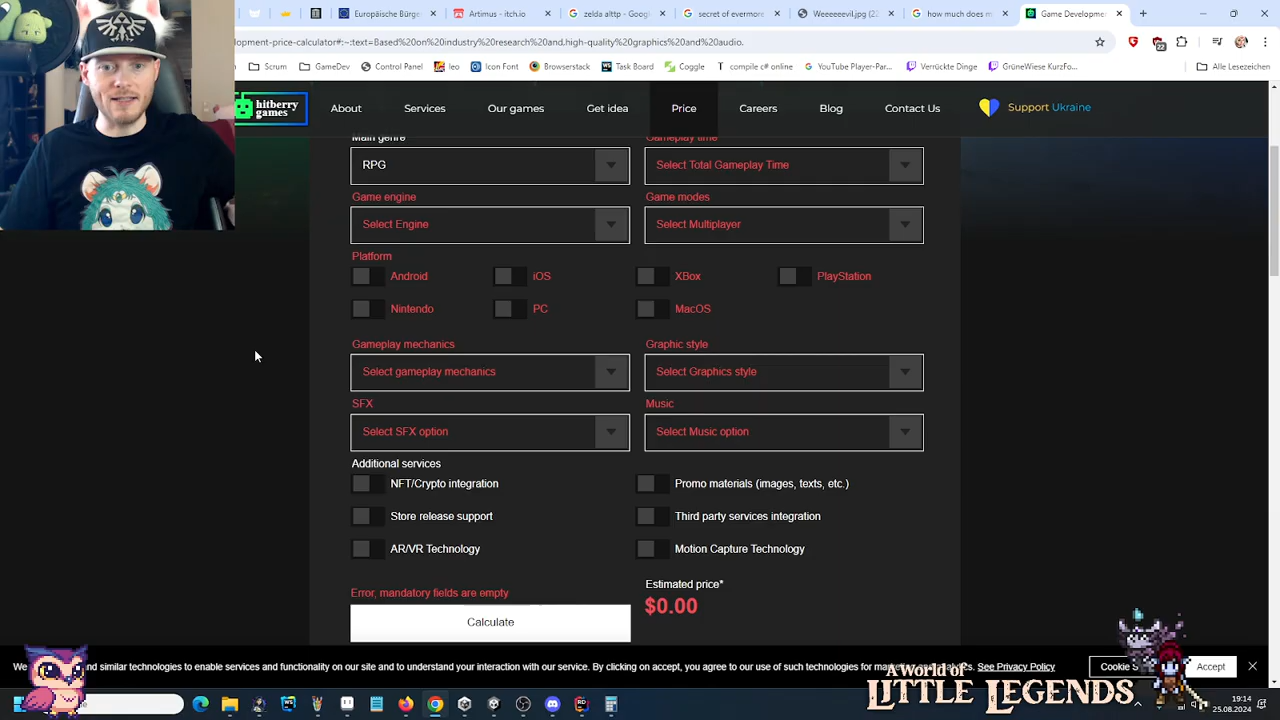 Europäische Bürge
Artimus - itchar
zelda alttp - Googl
secret of evermore
Weapons1.jpg (
how much does m
Game Developmen
lopment-price-calculator#:~:text=Based%20on%20industry%20research%20and,high-quality%20graphics%20and%20audio.
22
Scrum
GameDev
Control Panel
leo
Icon Font
Browserstack
Task Board
Coggle
compile c# online
YouTube Player-Par...
Verrückte Dinge
GrüneWiese KurzFo...
Alle Lesezeichen
hitberry games
About
Services
Our games
Get idea
Price
Careers
Blog
Contact Us
Support Ukraine
Main genre
Gameplay time
RPG
Select Total Gameplay Time
Game engine
Game modes
Select Engine
Select Multiplayer
Platform
Android
iOS
XBox
PlayStation
Nintendo
PC
MacOS
Gameplay mechanics
Graphic style
Select gameplay mechanics
Select Graphics style
SFX
Music
Select SFX option
Select Music option
Additional services
NFT/Crypto integration
Promo materials (images, texts, etc.)
Store release support
Third party services integration
AR/VR Technology
Motion Capture Technology
Estimated price*
Error, mandatory fields are empty
$0.00
Calculate
We and similar technologies to enable services and functionality on our site and to understand your interaction with our service. By clicking on accept, you agree to our use of such technologies for See Privacy Policy
Cookie S
Accept
A World of
LITTLE LEGENDS
19:14
25.08.2024